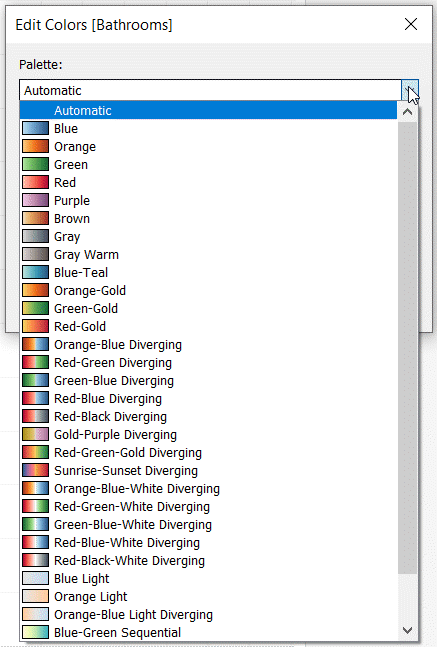 Edit Colors [Bathrooms]
Palette:
Automatic
Automatic
Blue
Orange
Green
Red
Purple
Brown
Gray
Gray Warm
Blue-Teal
Orange-Gold
Green-Gold
Red-Gold
Orange-Blue Diverging
Red-Green Diverging
Green-Blue Diverging
Red-Blue Diverging
Red-Black Diverging
Gold-Purple Diverging
Red-Green-Gold Diverging
Sunrise-Sunset Diverging
Orange-Blue-White Diverging
Red-Green-White Diverging
Green-Blue-White Diverging
Red-Blue-White Diverging
Red-Black-White Diverging
Blue Light
Orange Light
Orange-Blue Light Diverging
Blue-Green Sequential